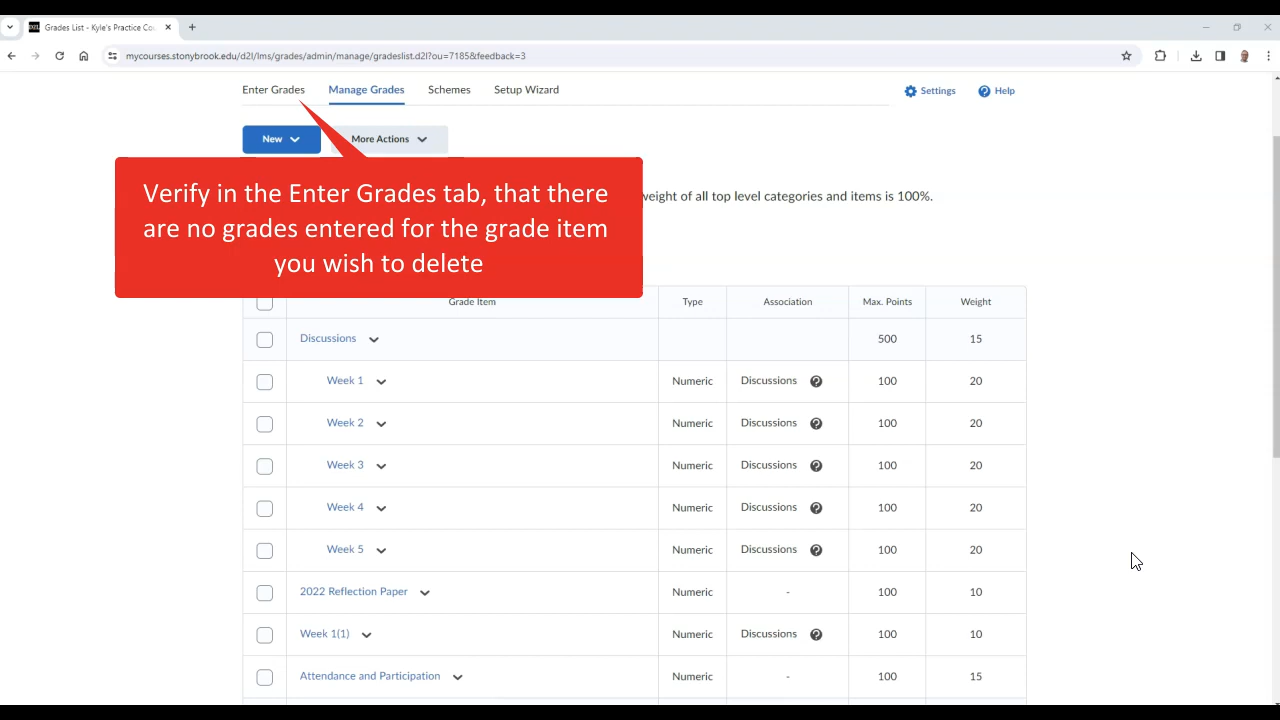 Grades List - Kyle's Practice Co
mycourses.stonybrook.edu/d2l/lms/grades/admin/manage/gradeslist.d2l?ou=7185&feedback=3
Enter Grades Manage Grades Schemes Setup Wizard Settings Help
New More Actions
Verify in the Enter Grades tab, that there
are no grades entered for the grade item
you wish to delete
weight of all top level categories and items is 100%.
Grade Item Type Association Max. Points Weight
Discussions 500 15
Week 1 Numeric Discussions 100 20
Week 2 Numeric Discussions 100 20
Week 3 Numeric Discussions 100 20
Week 4 Numeric Discussions 100 20
Week 5 Numeric Discussions 100 20
2022 Reflection Paper Numeric - 100 10
Week 1(1) Numeric Discussions 100 10
Attendance and Participation Numeric - 100 15